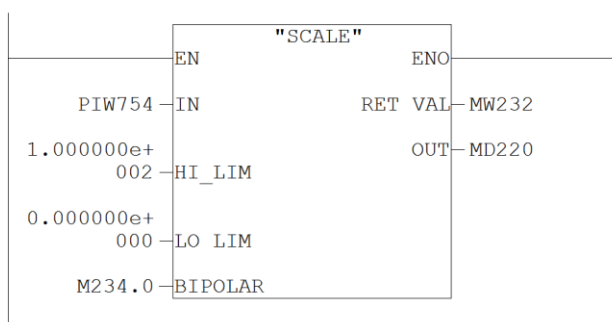 "SCALE"
EN ENO
PIW754 IN RET VAL MW232
1.000000e+ OUT MD220
002 HI_LIM
0.000000e+
000 LO LIM
M234.0 BIPOLAR